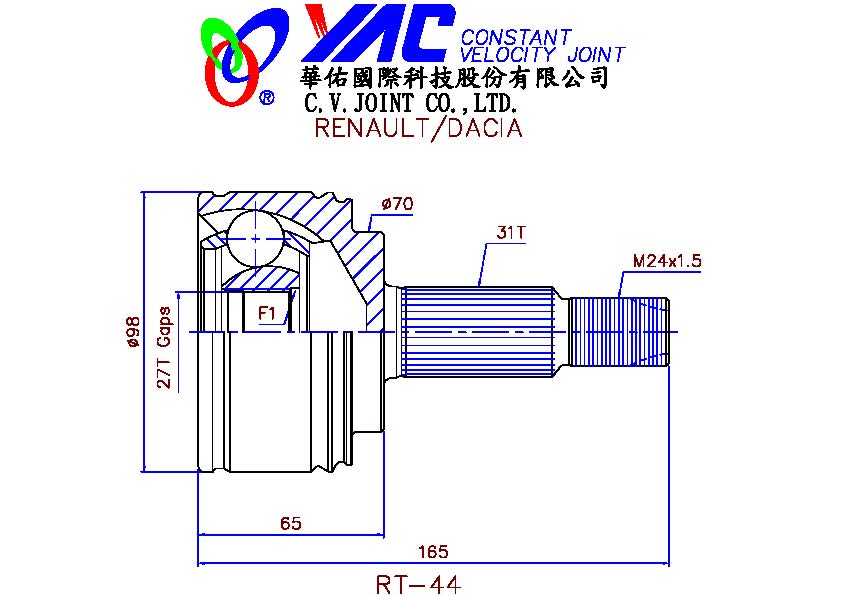 YAC CONSTANT
VELOCITY JOINT
®
華佑國際科技股份有限公司
C.V.JOINT CO.,LTD.
RENAULT/DACIA
ø70
31T
M24x1.5
F1
ø98
27T Gaps
65
165
RT-44